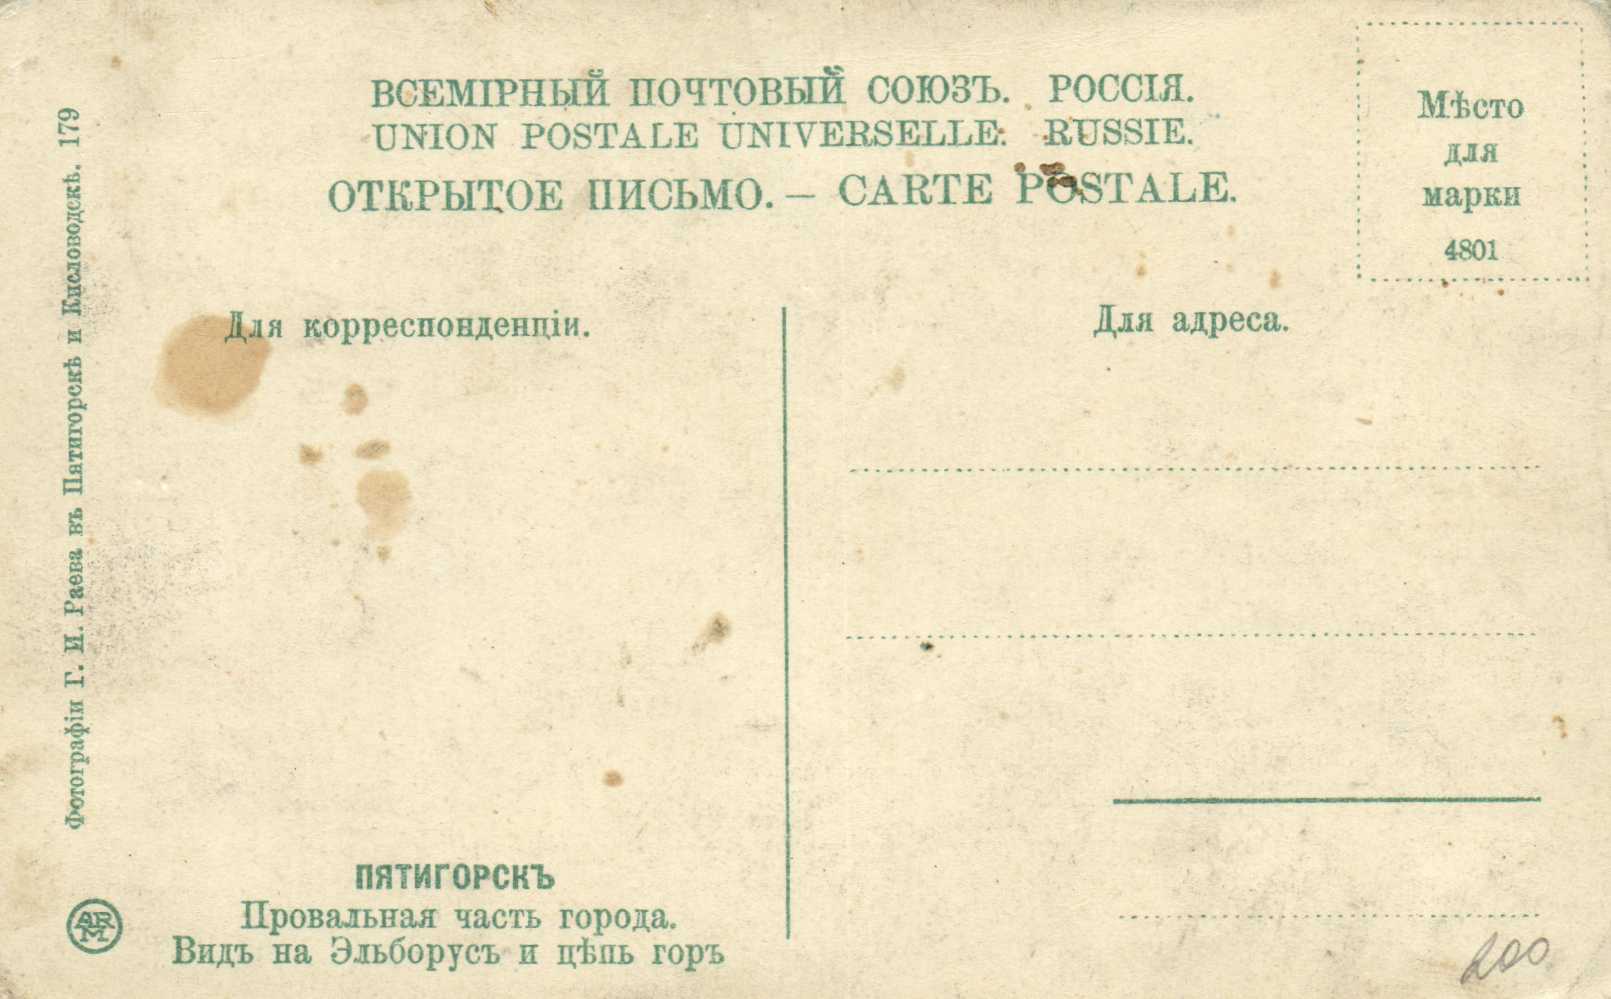 ВСЕМІРНЫЙ ПОЧТОВЫЙ СОЮЗЪ. РОССІЯ.
UNION POSTALE UNIVERSELLE. RUSSIE.
ОТКРЫТОЕ ПИСЬМО. — CARTE POSTALE.
Мѣсто
для
марки
4801
Для корреспонденціи.
Для адреса.
Фотографіи Г. И. Раева въ Пятигорскѣ и Кисловодскѣ. 179
ПЯТИГОРСКЪ
Провальная часть города.
Видъ на Эльборусъ и цѣпь горъ
AR
M
200